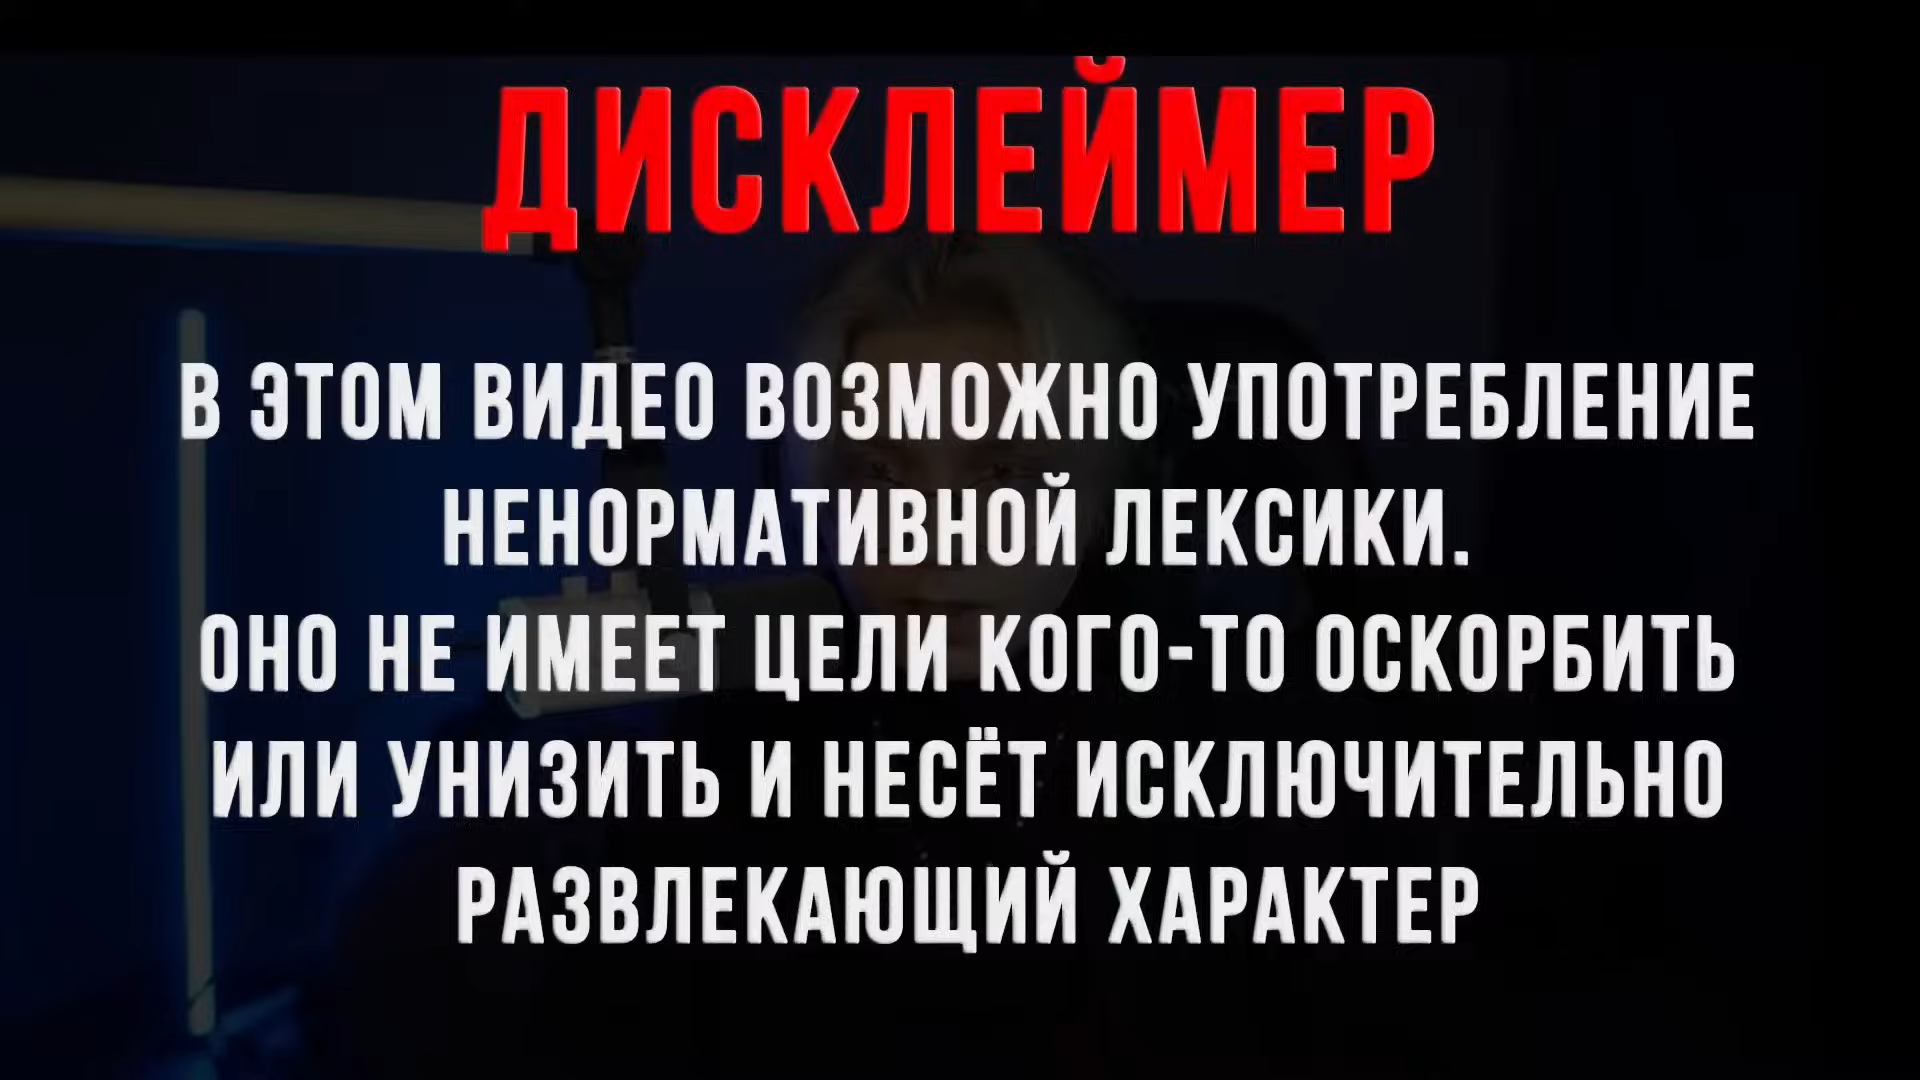 ДИСКЛЕЙМЕР
В ЭТОМ ВИДЕО ВОЗМОЖНО УПОТРЕБЛЕНИЕ
НЕНОРМАТИВНОЙ ЛЕКСИКИ.
ОНО НЕ ИМЕЕТ ЦЕЛИ КОГО-ТО ОСКОРБИТЬ
ИЛИ УНИЗИТЬ И НЕСЁТ ИСКЛЮЧИТЕЛЬНО
РАЗВЛЕКАЮЩИЙ ХАРАКТЕР